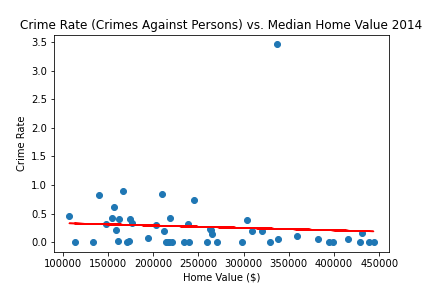 Crime Rate (Crimes Against Persons) vs. Median Home Value 2014
3.5
3.0
2.5
2.0
1.5
1.0
0.5
0.0
Crime Rate
100000 150000 200000 250000 300000 350000 400000 450000
Home Value ($)